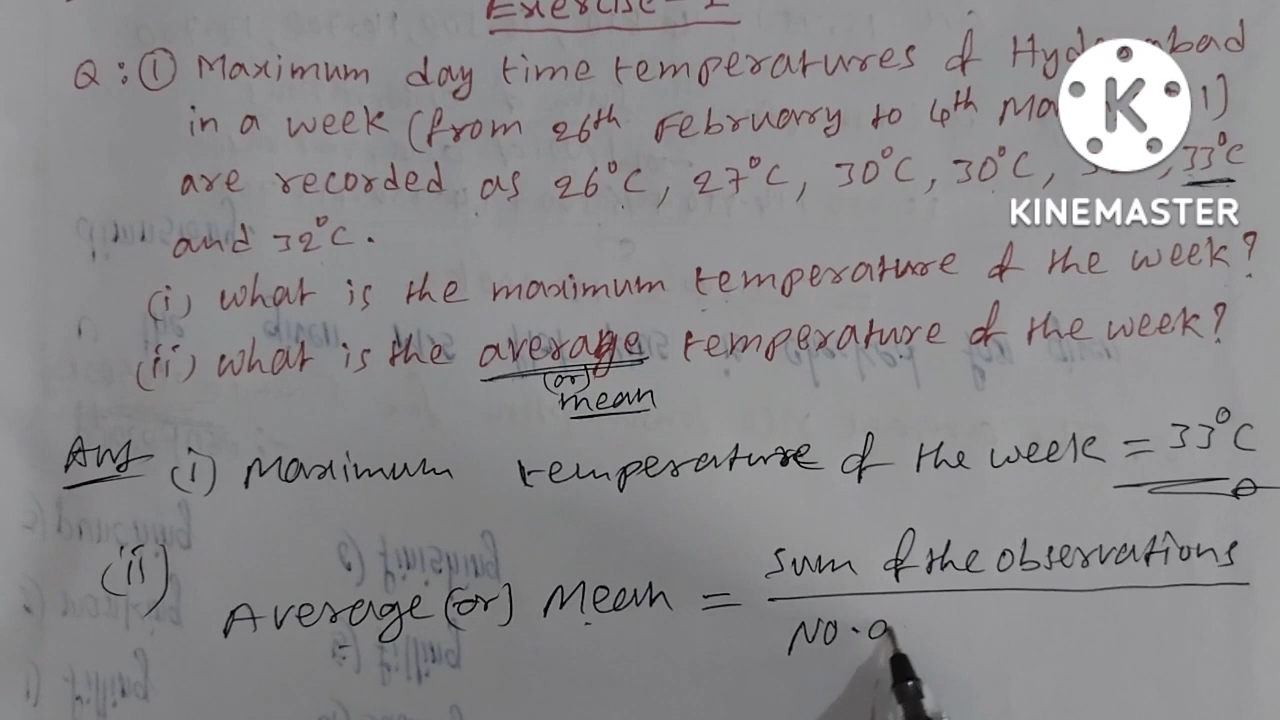 Exercise - 1
Q : ① Maximum day time temperatures of
in a week (from 26th February to 4th 1)
are recorded as 26°C, 27°C, 30°C, 30°C, , 33°C
K
KINEMASTER
and 32°C.
(i) what is the maximum temperature of the week?
(ii) what is the average temperature of the week?
(or)
mean
Ans (i) Maximum temperature of the week = 33°C
(ii) Average (or) Mean = Sum of the observations
No. o